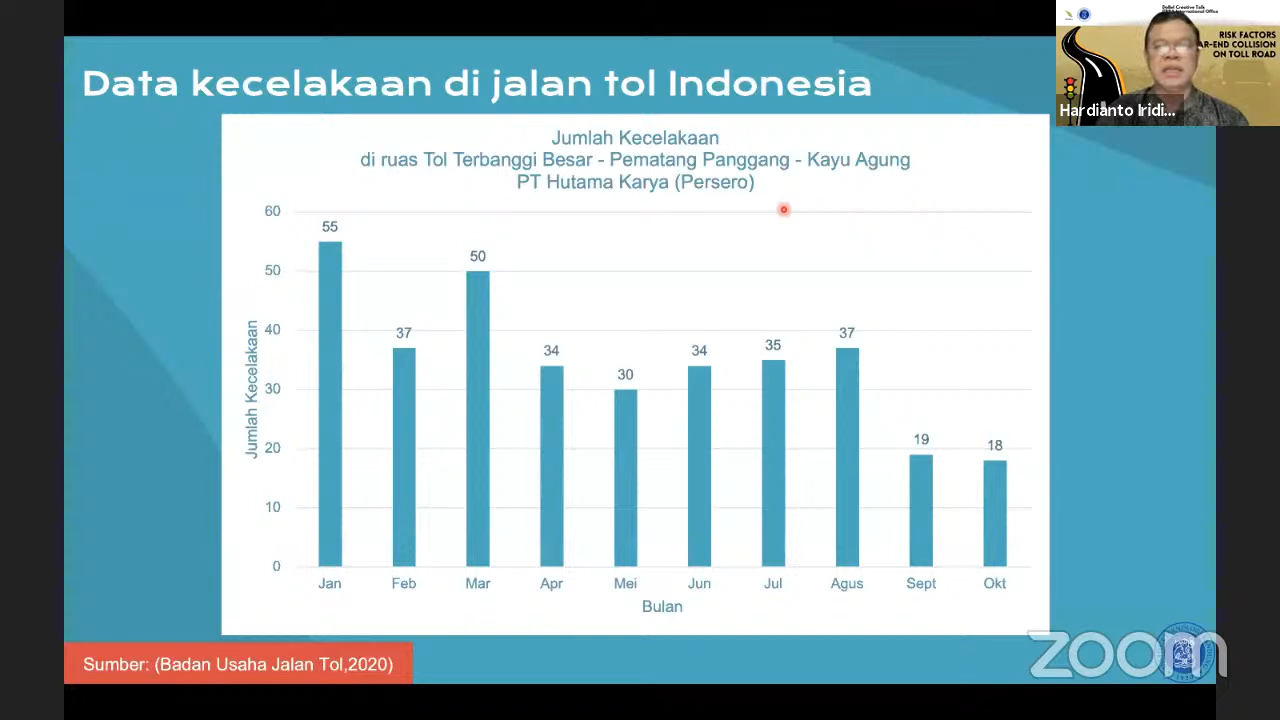 Data kecelakaan di jalan tol Indonesia
Jumlah Kecelakaan
di ruas Tol Terbanggi Besar - Pematang Panggang - Kayu Agung
PT Hutama Karya (Persero)
Jumlah Kecelakaan
60
50
40
30
20
10
0
55
37
50
34
30
34
35
37
19
18
Jan Feb Mar Apr Mei Jun Jul Agus Sept Okt
Bulan
Sumber: (Badan Usaha Jalan Tol,2020)
International Office
RISK FACTORS
AR-END COLLISION
ON TOLL ROAD
Hardianto Iridi...
zoom